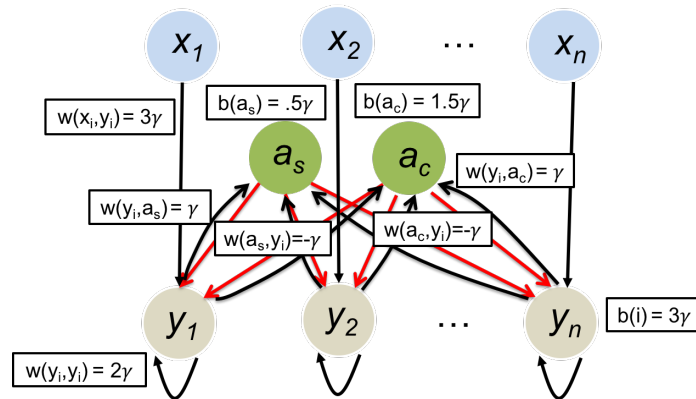 x1 x2 ... xn
b(as) = .5γ b(ac) = 1.5γ
w(xi,yi) = 3γ
as ac
w(yi,ac)= γ
w(yi,as)= γ
w(as,yi)=-γ w(ac,yi)=-γ
y1 y2 ... yn
b(i) = 3γ
w(yi,yi) = 2γ